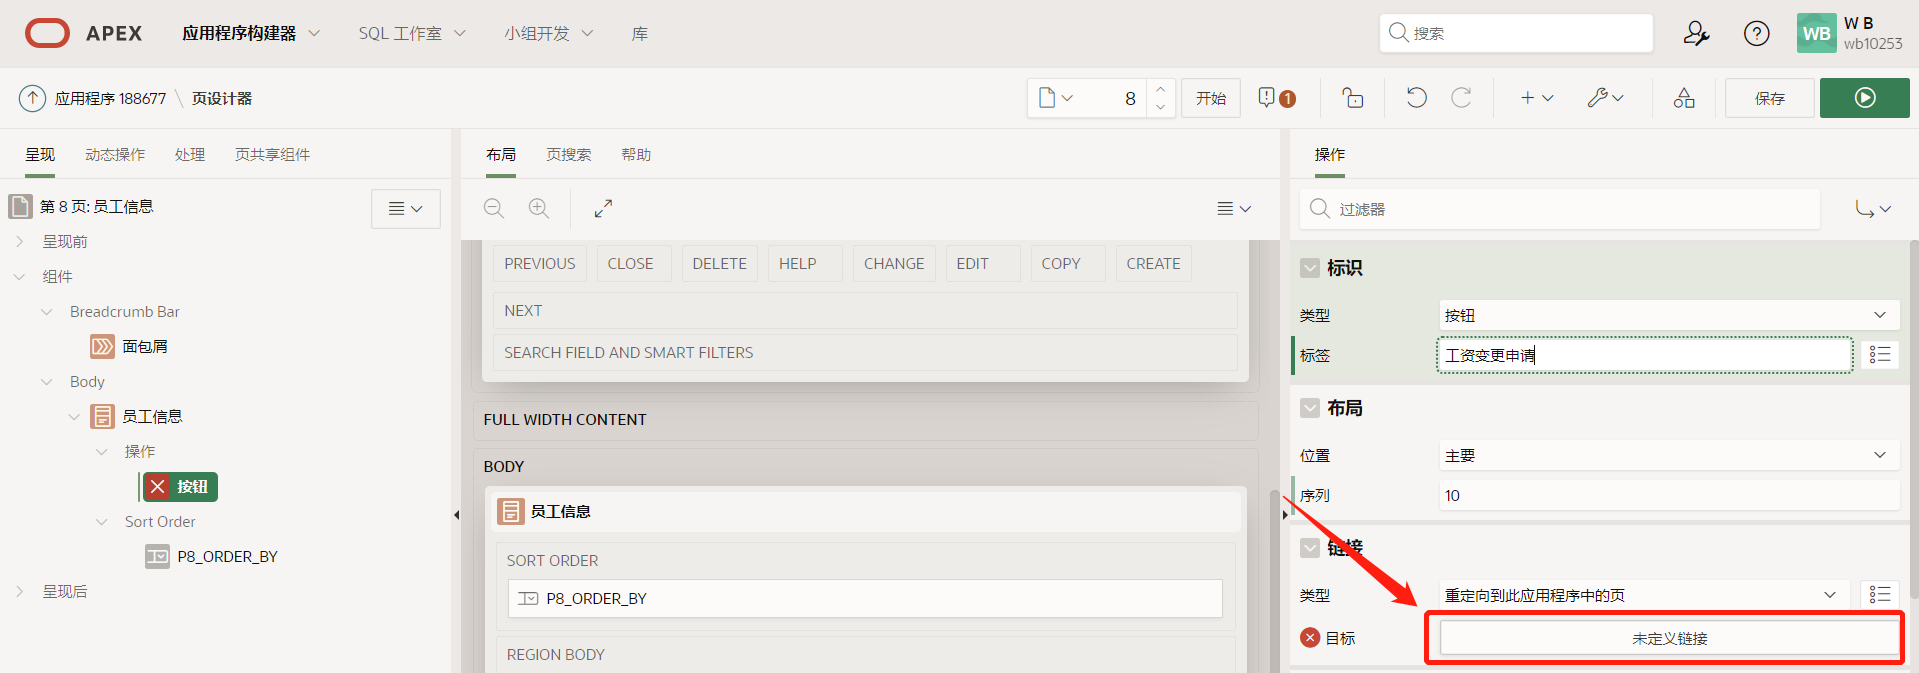 APEX 应用程序构建器 SQL 工作室 小组开发 库 搜索 WB W B
wb10253
应用程序 188677 \ 页设计器 8 开始 1 保存
呈现 动态操作 处理 页共享组件
第 8 页: 员工信息
呈现前
组件
Breadcrumb Bar
面包屑
Body
员工信息
操作
按钮
Sort Order
P8_ORDER_BY
呈现后
布局 页搜索 帮助
PREVIOUS CLOSE DELETE HELP CHANGE EDIT COPY CREATE
NEXT
SEARCH FIELD AND SMART FILTERS
FULL WIDTH CONTENT
BODY
员工信息
SORT ORDER
P8_ORDER_BY
REGION BODY
操作
过滤器
标识
类型 按钮
标签 工资变更申请
布局
位置 主要
序列 10
链接
类型 重定向到此应用程序中的页
目标 未定义链接